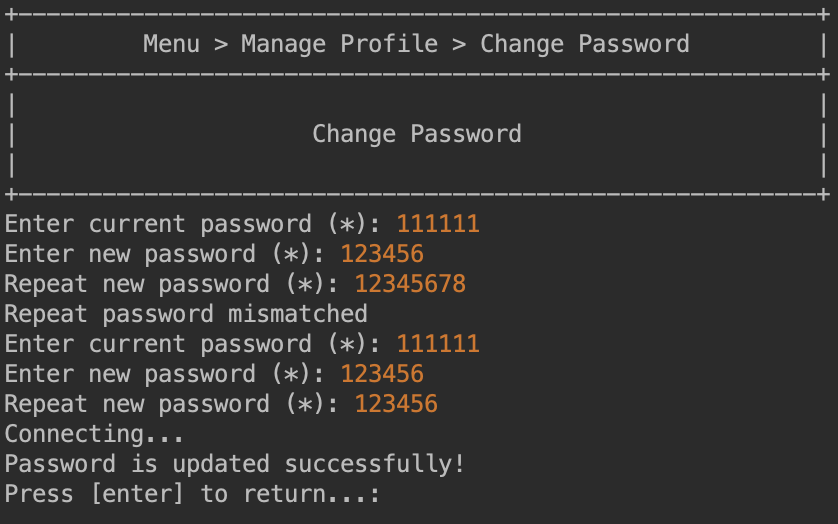 Menu > Manage Profile > Change Password
Change Password
Enter current password (*): 111111
Enter new password (*): 123456
Repeat new password (*): 12345678
Repeat password mismatched
Enter current password (*): 111111
Enter new password (*): 123456
Repeat new password (*): 123456
Connecting...
Password is updated successfully!
Press [enter] to return...: